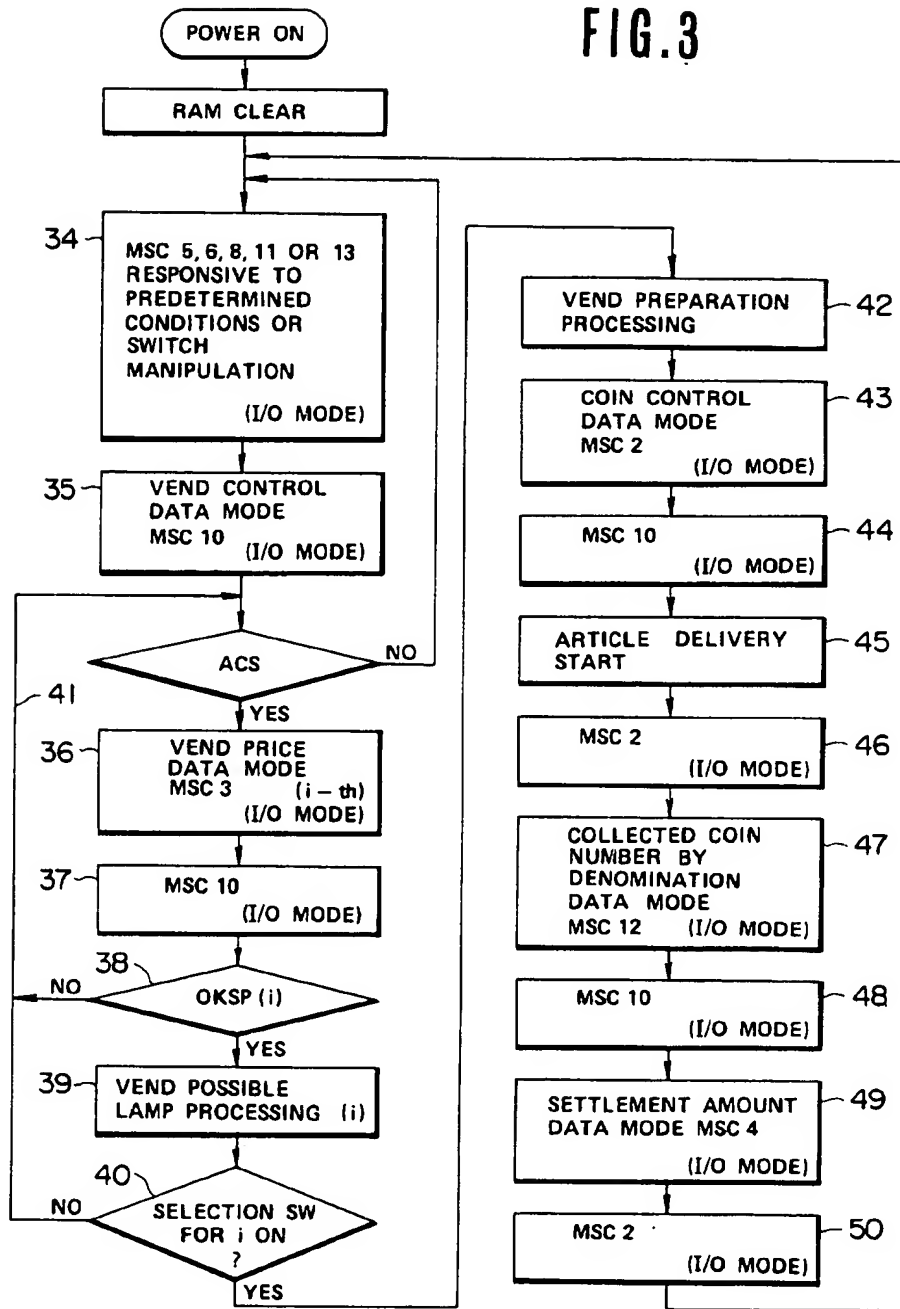 FIG.3
POWER ON
RAM CLEAR
34
MSC 5, 6, 8, 11 OR 13
RESPONSIVE TO
PREDETERMINED
CONDITIONS OR
SWITCH
MANIPULATION
(I/O MODE)
35
VEND CONTROL
DATA MODE
MSC 10
(I/O MODE)
ACS
NO
41
YES
36
VEND PRICE
DATA MODE
MSC 3 (i – th)
(I/O MODE)
37
MSC 10
(I/O MODE)
38
NO
OKSP (i)
YES
39
VEND POSSIBLE
LAMP PROCESSING (i)
40
NO
SELECTION SW
FOR i ON
?
YES
VEND PREPARATION
PROCESSING
42
COIN CONTROL
DATA MODE
MSC 2
(I/O MODE)
43
MSC 10
(I/O MODE)
44
ARTICLE DELIVERY
START
45
MSC 2
(I/O MODE)
46
COLLECTED COIN
NUMBER BY
DENOMINATION
DATA MODE
MSC 12 (I/O MODE)
47
MSC 10
(I/O MODE)
48
SETTLEMENT AMOUNT
DATA MODE MSC 4
(I/O MODE)
49
MSC 2
(I/O MODE)
50